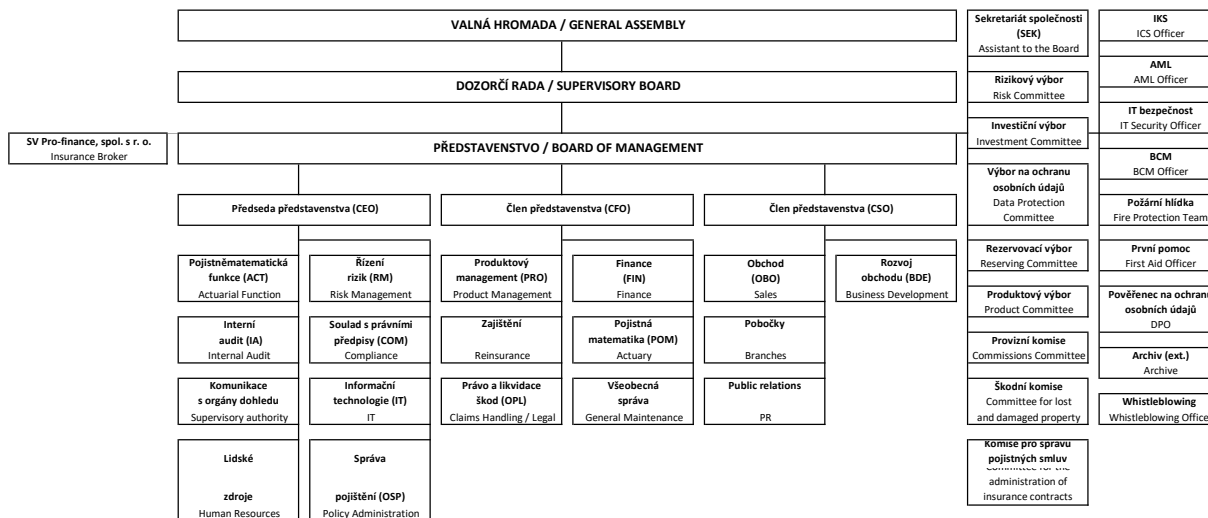 VALNÁ HROMADA / GENERAL ASSEMBLY
DOZORČÍ RADA / SUPERVISORY BOARD
SV Pro-finance, spol. s r. o.
Insurance Broker
PŘEDSTAVENSTVO / BOARD OF MANAGEMENT
Předseda představenstva (CEO)
Člen představenstva (CFO)
Člen představenstva (CSO)
Pojistněmatematická
funkce (ACT)
Actuarial Function
Řízení
rizik (RM)
Risk Management
Produktový
management (PRO)
Product Management
Finance
(FIN)
Finance
Obchod
(OBO)
Sales
Rozvoj
obchodu (BDE)
Business Development
Interní
audit (IA)
Internal Audit
Soulad s právními
předpisy (COM)
Compliance
Zajištění
Reinsurance
Pojistná
matematika (POM)
Actuary
Pobočky
Branches
Komunikace
s orgány dohledu
Supervisory authority
Informační
technologie (IT)
IT
Právo a likvidace
škod (OPL)
Claims Handling / Legal
Všeobecná
správa
General Maintenance
Public relations
PR
Lidské
zdroje
Human Resources
Správa
pojištění (OSP)
Policy Administration
Sekretariát společnosti
(SEK)
Assistant to the Board
Rizikový výbor
Risk Committee
Investiční výbor
Investment Committee
Výbor na ochranu
osobních údajů
Data Protection
Committee
Rezervovací výbor
Reserving Committee
Produktový výbor
Product Committee
Provizní komise
Commissions Committee
Škodní komise
Committee for lost
and damaged property
Komise pro správu
pojistných smluv
Committee for the
administration of
insurance contracts
IKS
ICS Officer
AML
AML Officer
IT bezpečnost
IT Security Officer
BCM
BCM Officer
Požární hlídka
Fire Protection Team
První pomoc
First Aid Officer
Pověřenec na ochranu
osobních údajů
DPO
Archiv (ext.)
Archive
Whistleblowing
Whistleblowing Office